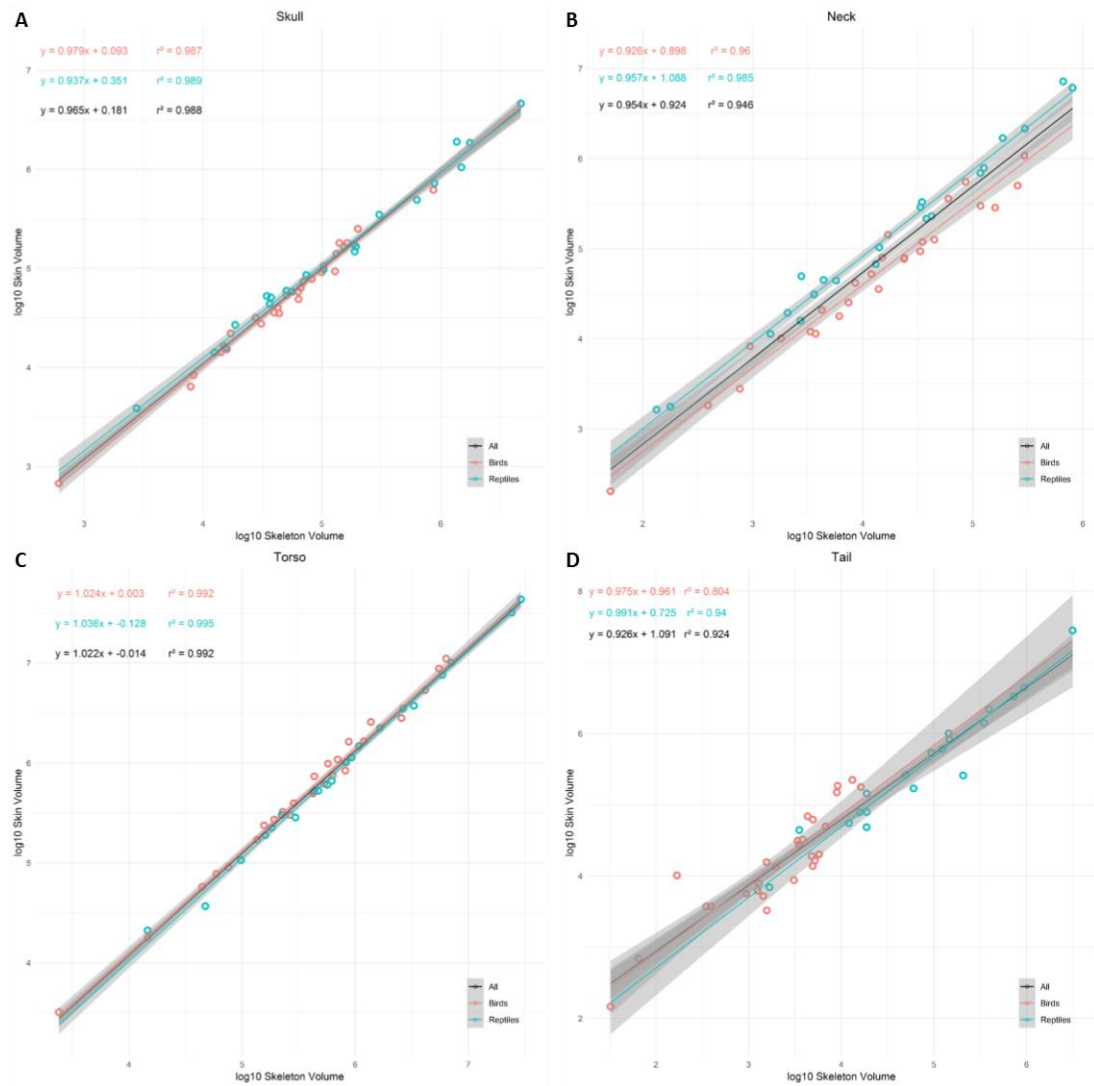 A
Skull
y = 0.979x + 0.093 r² = 0.987
y = 0.937x + 0.351 r² = 0.989
y = 0.965x + 0.181 r² = 0.988
7
6
5
4
3
log10 Skin Volume
All
Birds
Reptiles
3 4 5 6
log10 Skeleton Volume
B
Neck
y = 0.926x + 0.898 r² = 0.96
y = 0.957x + 1.088 r² = 0.985
y = 0.954x + 0.924 r² = 0.946
7
6
5
4
3
log10 Skin Volume
All
Birds
Reptiles
2 3 4 5 6
log10 Skeleton Volume
C
Torso
y = 1.024x + 0.003 r² = 0.992
y = 1.036x + -0.128 r² = 0.995
y = 1.022x + -0.014 r² = 0.992
7
6
5
4
log10 Skin Volume
All
Birds
Reptiles
4 5 6 7
log10 Skeleton Volume
D
Tail
y = 0.975x + 0.961 r² = 0.804
y = 0.991x + 0.725 r² = 0.94
y = 0.926x + 1.091 r² = 0.924
8
6
4
2
log10 Skin Volume
All
Birds
Reptiles
2 3 4 5 6
log10 Skeleton Volume